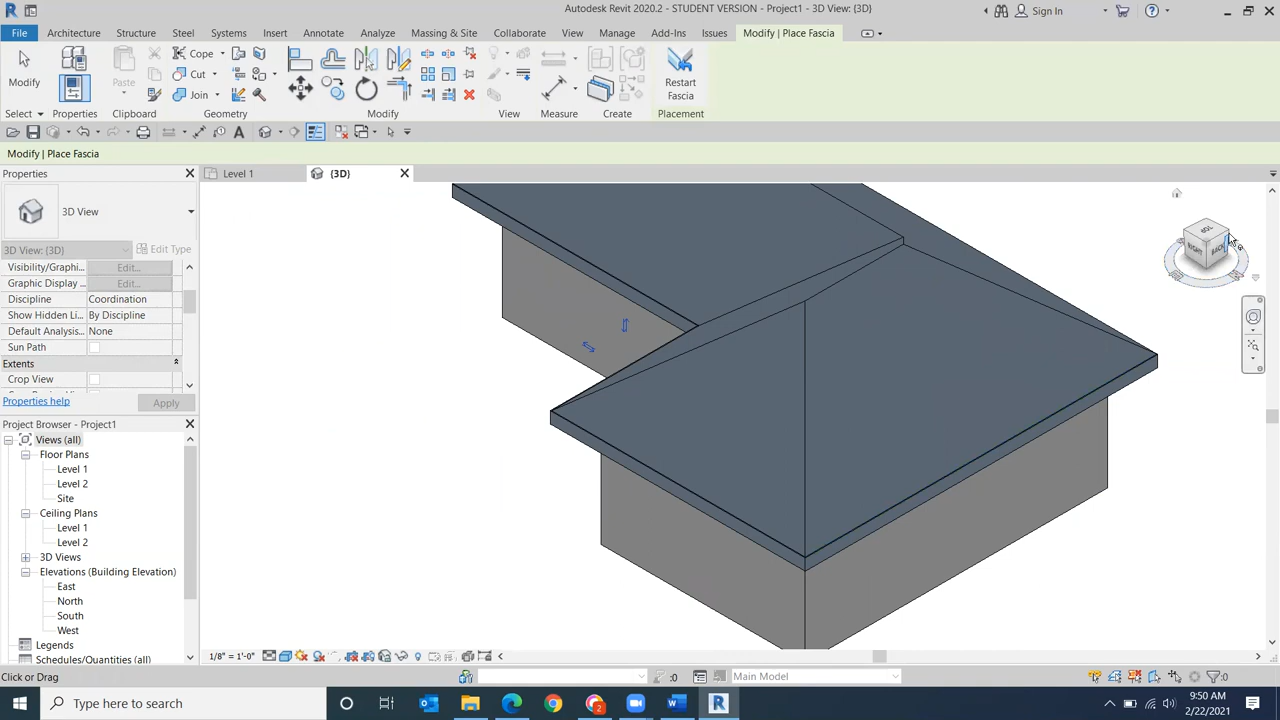 Autodesk Revit 2020.2 - STUDENT VERSION - Project1 - 3D View: {3D}
Sign In
File Architecture Structure Steel Systems Insert Annotate Analyze Massing & Site Collaborate View Manage Add-Ins Issues Modify | Place Fascia
Modify
Paste
Cope
Cut
Join
Restart
Fascia
Select Properties Clipboard Geometry Modify View Measure Create Placement
Modify | Place Fascia
Properties
Level 1
{3D}
3D View
3D View: {3D}
Edit Type
Visibility/Graphi... Edit...
Graphic Display ... Edit...
Discipline Coordination
Show Hidden Li... By Discipline
Default Analysis... None
Sun Path
Extents
Crop View
Properties help
Apply
Project Browser - Project1
Views (all)
Floor Plans
Level 1
Level 2
Site
Ceiling Plans
Level 1
Level 2
3D Views
Elevations (Building Elevation)
East
North
South
West
Legends
Schedules/Quantities (all)
TOP
RIGHT
BACK
1/8" = 1'-0"
Click or Drag
:0
Main Model
:0
Type here to search
2
9:50 AM
2/22/2021